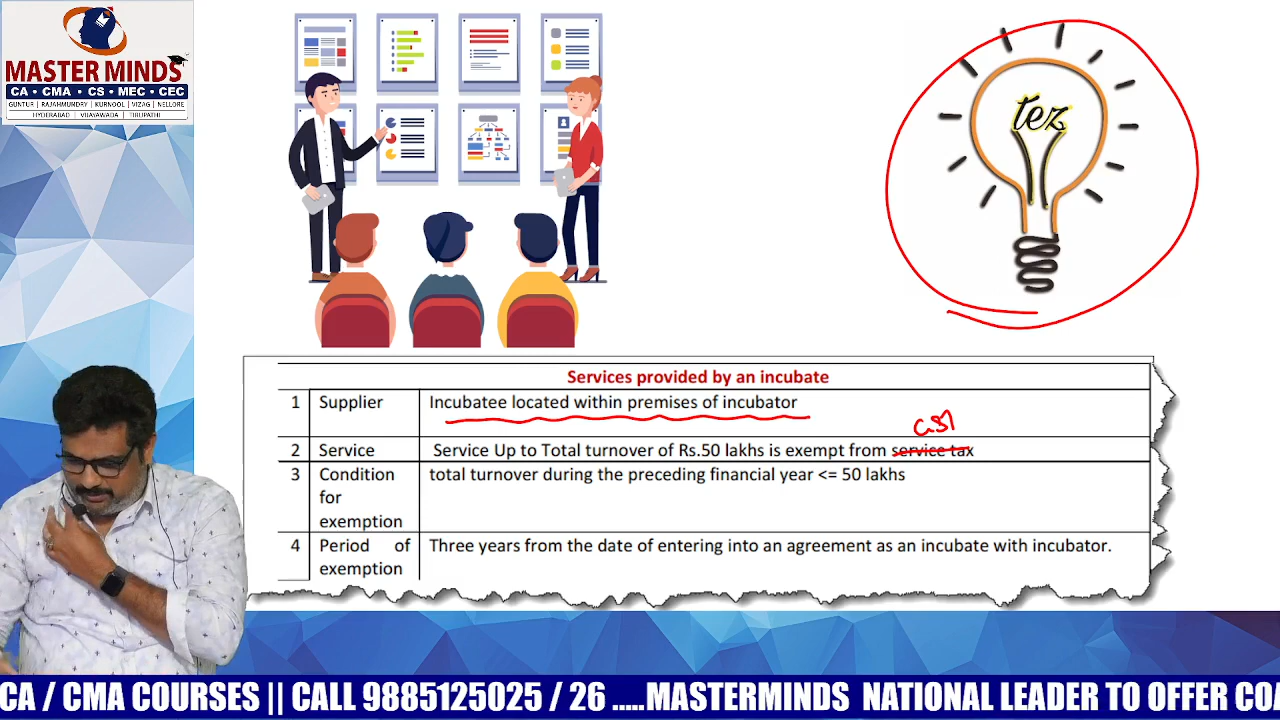 MASTER MINDS
CA • CMA • CS • MEC • CEC
GUNTUR | RAJAHMUNDRY | KURNOOL | VIZAG | NELLORE
HYDERABAD | VIJAYAWADA | TIRUPATHI
tez
Services provided by an incubate
1 Supplier Incubatee located within premises of incubator
GST
2 Service Service Up to Total turnover of Rs.50 lakhs is exempt from service tax
3 Condition total turnover during the preceding financial year <= 50 lakhs
for
exemption
4 Period of Three years from the date of entering into an agreement as an incubate with incubator.
exemption
CA / CMA COURSES || CALL 9885125025 / 26 .....MASTERMINDS NATIONAL LEADER TO OFFER COA